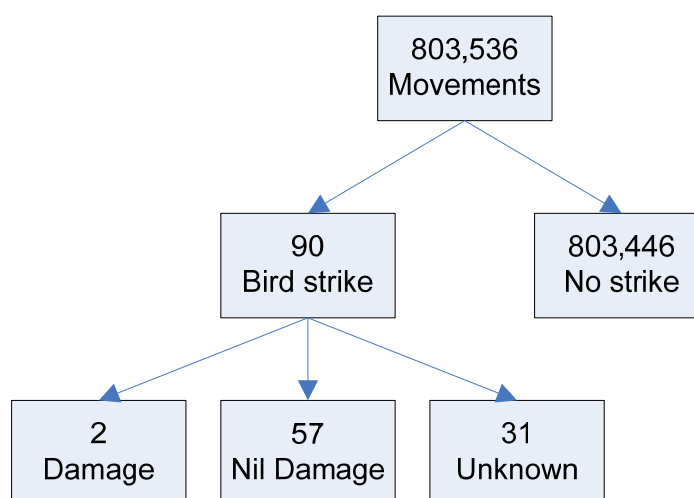 803,536
Movements
90
Bird strike
803,446
No strike
2
Damage
57
Nil Damage
31
Unknown